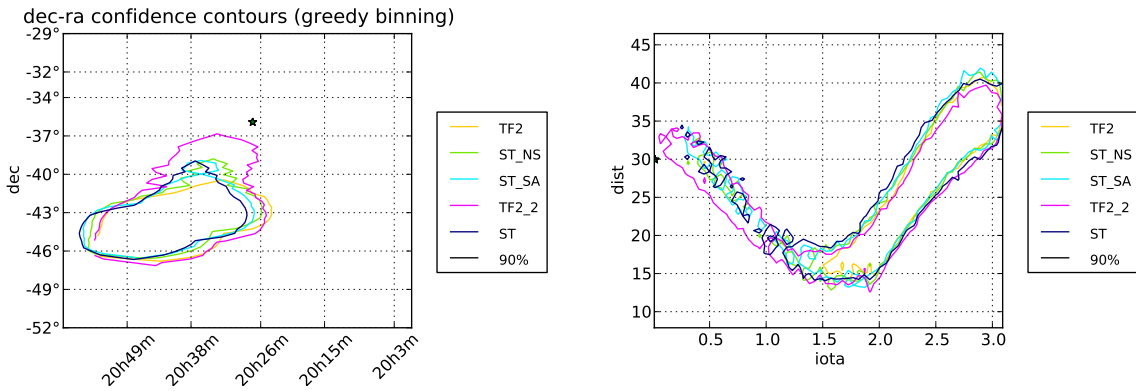 dec-ra confidence contours (greedy binning)
-29°
-32°
-34°
-37°
-40°
-43°
-46°
-49°
-52°
dec
20h49m
20h38m
20h26m
20h15m
20h3m
TF2
ST_NS
ST_SA
TF2_2
ST
90%
45
40
35
30
25
20
15
10
dist
0.5
1.0
1.5
2.0
2.5
3.0
iota
TF2
ST_NS
ST_SA
TF2_2
ST
90%